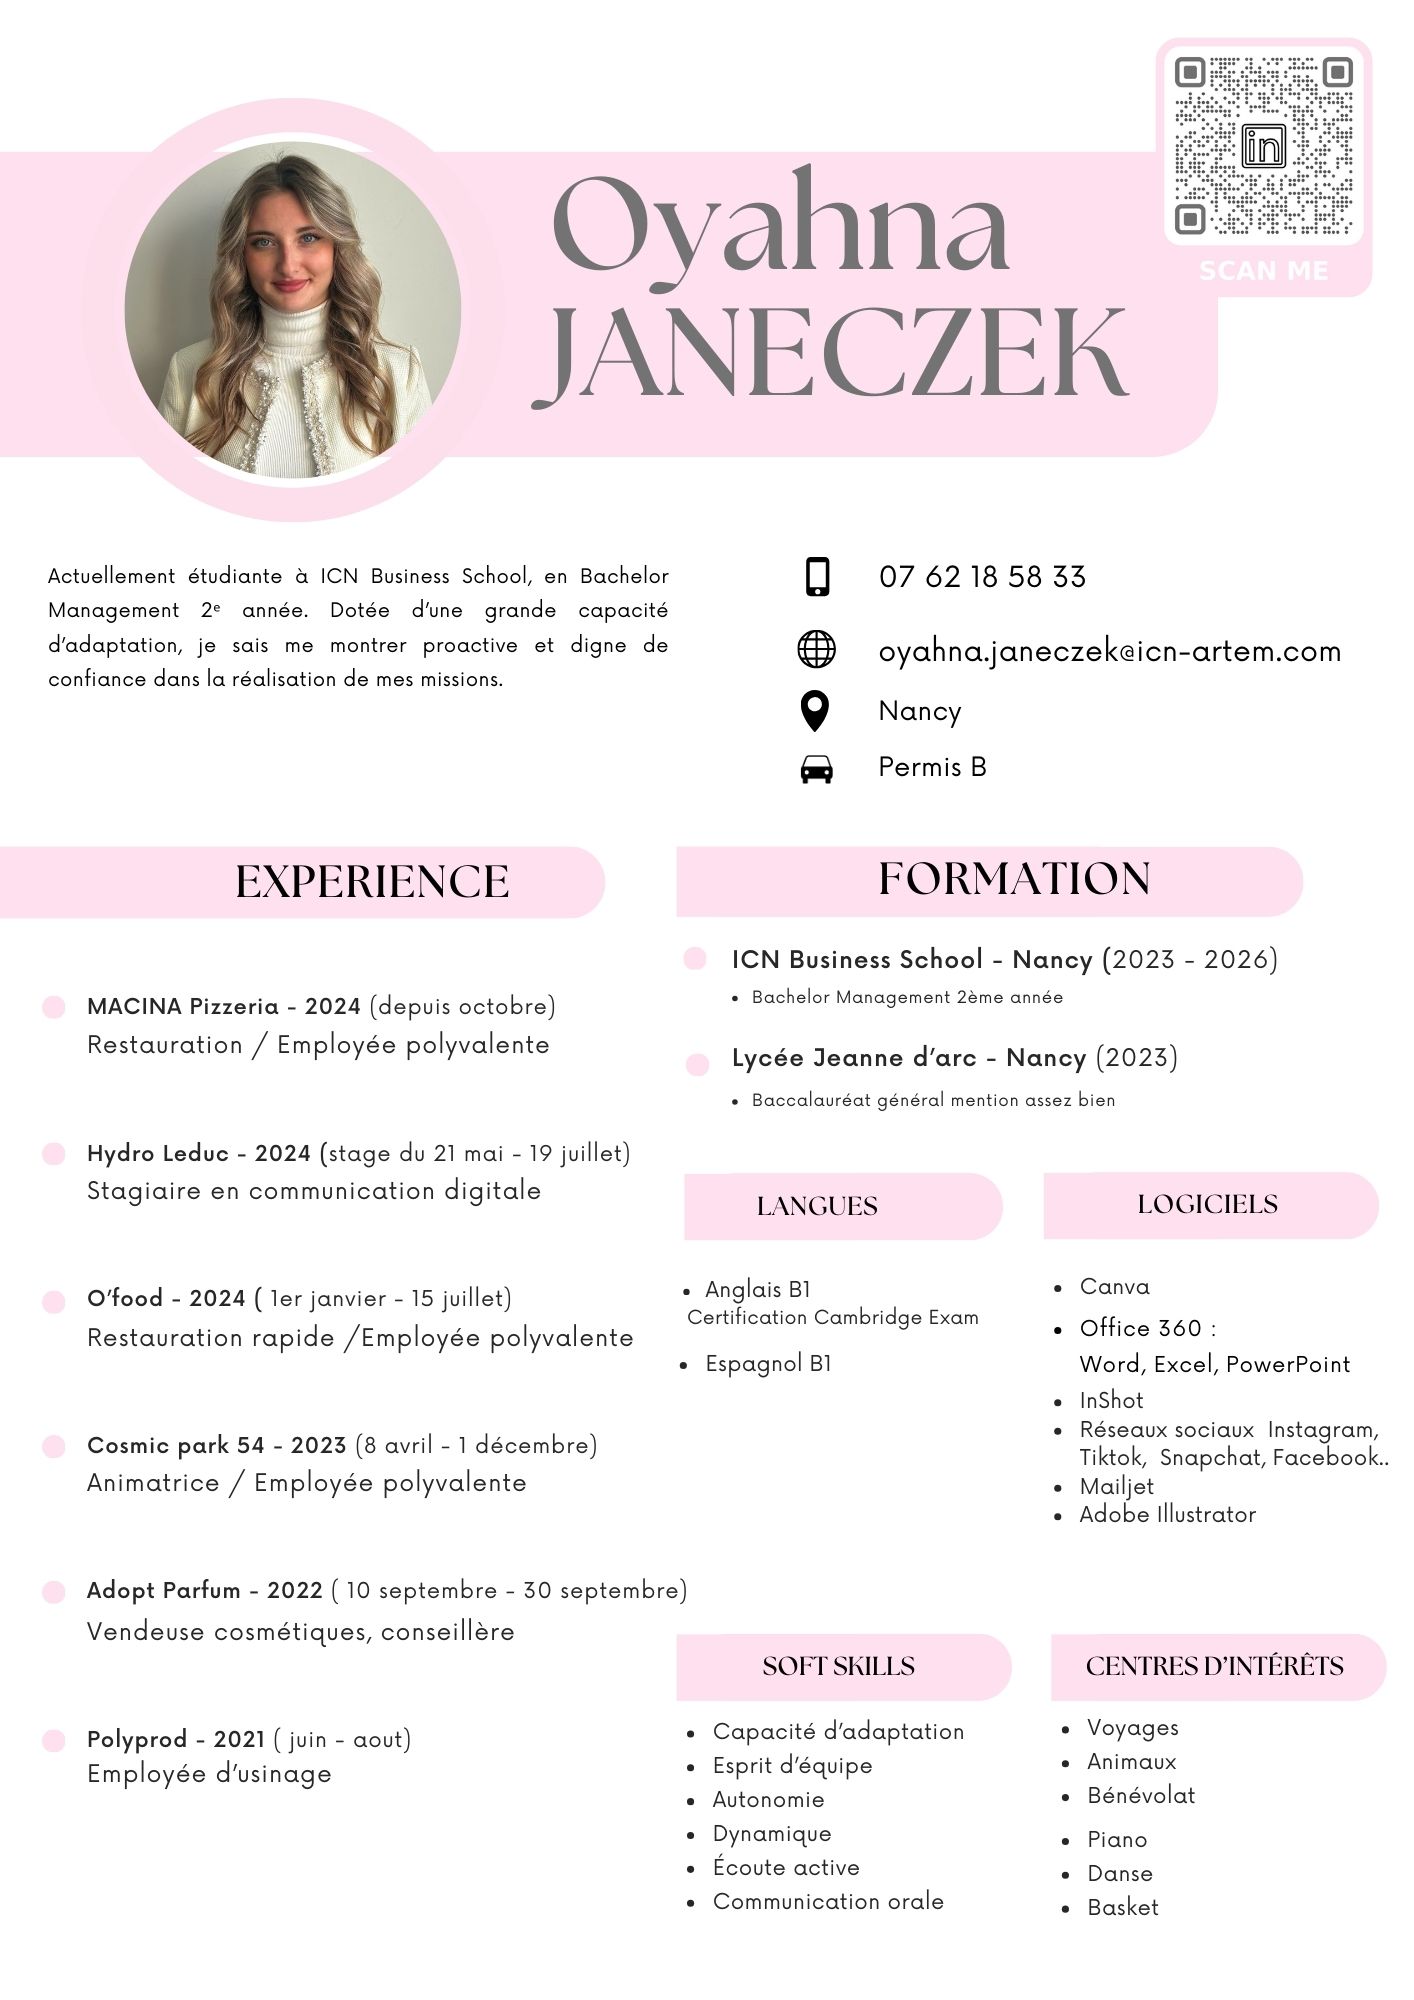 in
SCAN ME
Oyahna
JANECZEK
Actuellement étudiante à ICN Business School, en Bachelor
Management 2ᵉ année. Dotée d’une grande capacité
d’adaptation, je sais me montrer proactive et digne de
confiance dans la réalisation de mes missions.
07 62 18 58 33
oyahna.janeczek@icn-artem.com
Nancy
Permis B
EXPERIENCE
MACINA Pizzeria - 2024 (depuis octobre)
Restauration / Employée polyvalente
Hydro Leduc - 2024 (stage du 21 mai - 19 juillet)
Stagiaire en communication digitale
O’food - 2024 ( 1er janvier - 15 juillet)
Restauration rapide /Employée polyvalente
Cosmic park 54 - 2023 (8 avril - 1 décembre)
Animatrice / Employée polyvalente
Adopt Parfum - 2022 ( 10 septembre - 30 septembre)
Vendeuse cosmétiques, conseillère
Polyprod - 2021 ( juin - aout)
Employée d’usinage
FORMATION
ICN Business School - Nancy (2023 - 2026)
• Bachelor Management 2ème année
Lycée Jeanne d’arc - Nancy (2023)
• Baccalauréat général mention assez bien
LANGUES
• Anglais B1
Certification Cambridge Exam
• Espagnol B1
LOGICIELS
• Canva
• Office 360 :
Word, Excel, PowerPoint
• InShot
• Réseaux sociaux  Instagram,
Tiktok,  Snapchat, Facebook..
• Mailjet
• Adobe Illustrator
SOFT SKILLS
• Capacité d’adaptation
• Esprit d’équipe
• Autonomie
• Dynamique
• Écoute active
• Communication orale
CENTRES D’INTÉRÊTS
• Voyages
• Animaux
• Bénévolat
• Piano
• Danse
• Basket